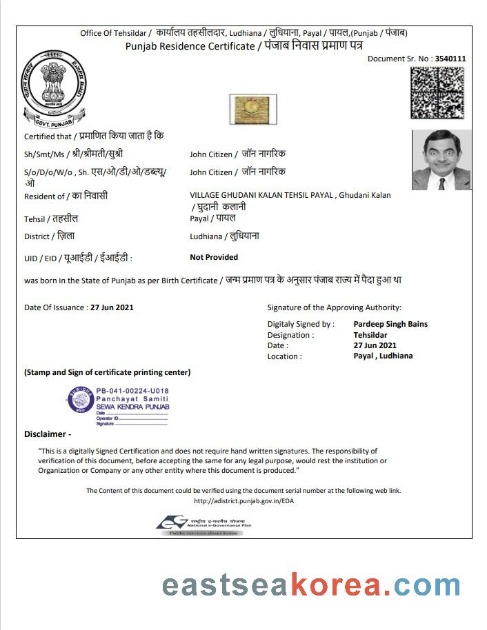 Office Of Tehsildar / कार्यालय तहसीलदार, Ludhiana / लुधियाना, Payal / पायल,(Punjab / पंजाब)
Punjab Residence Certificate / पंजाब निवास प्रमाण पत्र
Document Sr. No : 3540111
GOVT. PUNJAB
Certified that / प्रमाणित किया जाता है कि
Sh/Smt/Ms / श्री/श्रीमती/सुश्री John Citizen / जॉन नागरिक
S/o/D/o/W/o , Sh. एस/ओ/डी/ओ/डब्ल्यू/ओ John Citizen / जॉन नागरिक
Resident of / का निवासी VILLAGE GHUDANI KALAN TEHSIL PAYAL , Ghudani Kalan
/ घुदानी कलानी
Tehsil / तहसील Payal / पायल
District / ज़िला Ludhiana / लुधियाना
UID / EID / यूआईडी / ईआईडी : Not Provided
was born in the State of Punjab as per Birth Certificate / जन्म प्रमाण पत्र के अनुसार पंजाब राज्य में पैदा हुआ था
Date Of Issuance : 27 Jun 2021
Signature of the Approving Authority:
Digitaly Signed by : Pardeep Singh Bains
Designation : Tehsildar
Date : 27 Jun 2021
Location : Payal , Ludhiana
(Stamp and Sign of certificate printing center)
PB-041-00224-U018
Panchayat Samiti
SEWA KENDRA PUNJAB
Date
Operator ID
Signature
Disclaimer -
"This is a digitally Signed Certification and does not require hand written signatures. The responsibility of
verification of this document, before accepting the same for any legal purpose, would rest the institution or
Organization or Company or any other entity where this document is produced."
The Content of this document could be verified using the document serial number at the following web link.
http://adistrict.punjab.gov.in/EDA
राष्ट्रीय ई-गवर्नेंस योजना
National e-Governance Plan
Public services closer home
eastseakorea.com